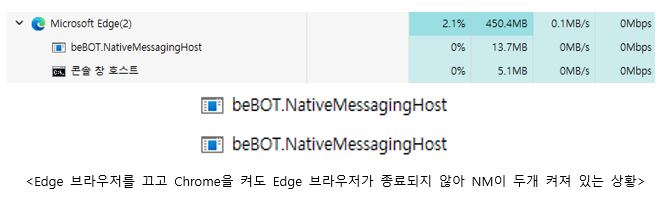 Microsoft Edge(2) 2.1% 450.4MB 0.1MB/s 0Mbps
beBOT.NativeMessagingHost 0% 13.7MB 0MB/s 0Mbps
콘솔 창 호스트 0% 5.1MB 0MB/s 0Mbps
beBOT.NativeMessagingHost
beBOT.NativeMessagingHost
<Edge 브라우저를 끄고 Chrome을 켜도 Edge 브라우저가 종료되지 않아 NM이 두개 켜져 있는 상황>